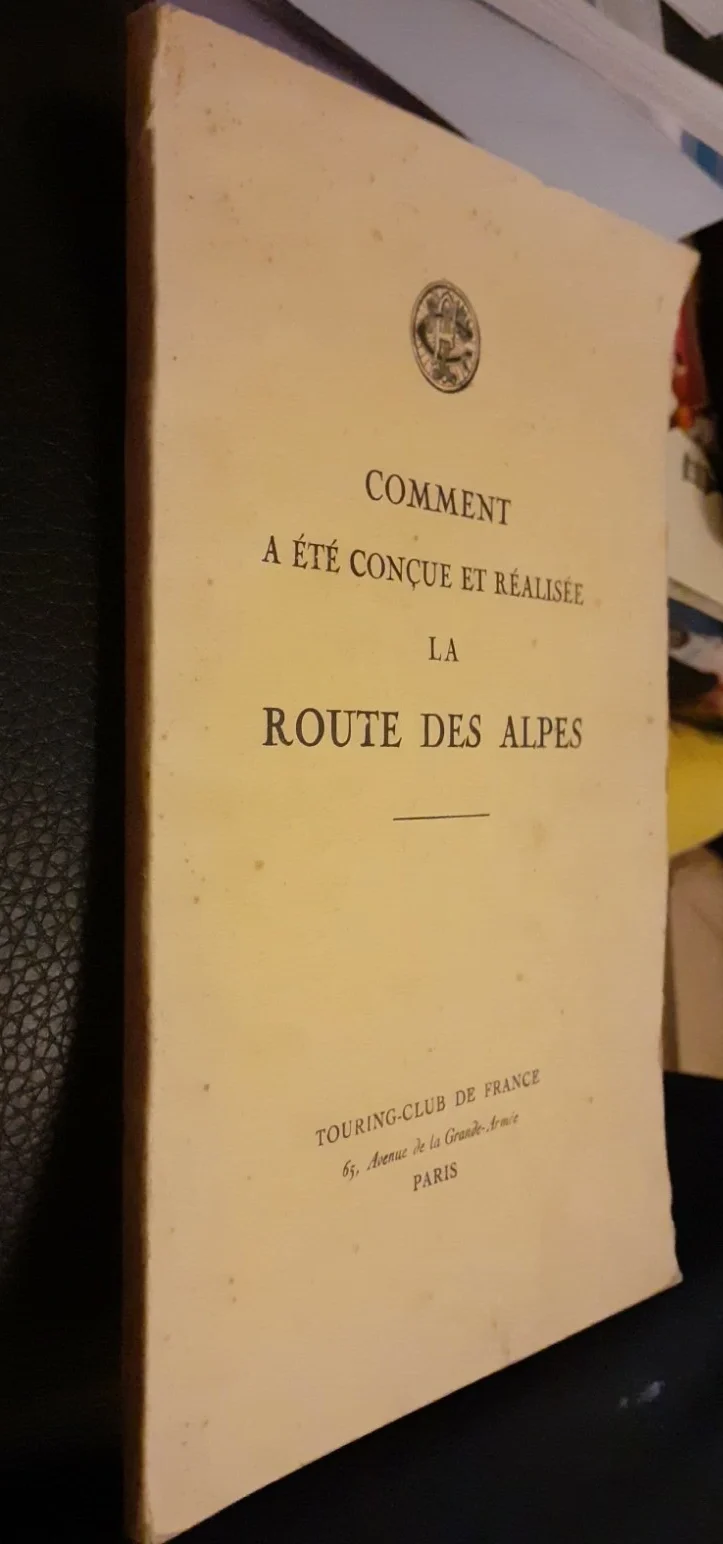 COMMENT
A ÉTÉ CONÇUE ET RÉALISÉE
LA
ROUTE DES ALPES
TOURING-CLUB DE FRANCE
65, Avenue de la Grande-Armée
PARIS